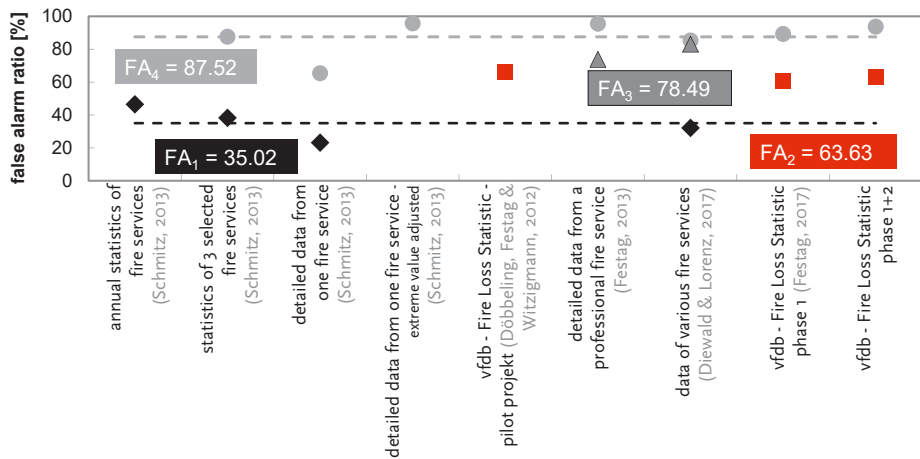 false alarm ratio [%]
100
80
60
40
20
0
FA4 = 87.52
FA1 = 35.02
FA3 = 78.49
FA2 = 63.63
annual statistics of
fire services
(Schmitz, 2013)
statistics of 3 selected
fire services
(Schmitz, 2013)
detailed data from
one fire service
(Schmitz, 2013)
detailed data from one fire service -
extreme value adjusted
(Schmitz, 2013)
vfdb - Fire Loss Statistic -
pilot projekt (Döbbeling, Festag &
Witzigmann, 2012)
detailed data from a
professional fire service
(Festag, 2013)
data of various fire services
(Diewald & Lorenz, 2017)
vfdb - Fire Loss Statistic
phase 1 (Festag, 2017)
vfdb - Fire Loss Statistic
phase 1+2